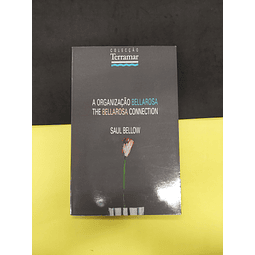 COLECÇÃO
Terramar
A ORGANIZAÇÃO BELLAROSA
THE BELLAROSA CONNECTION
SAUL BELLOW